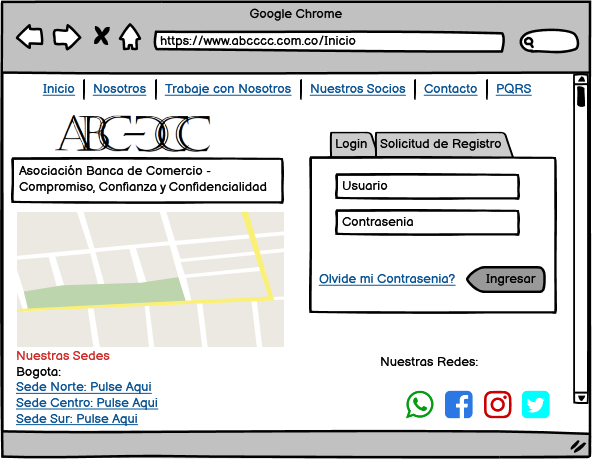 Google Chrome
https://www.abcccc.com.co/Inicio
Inicio Nosotros Trabaje con Nosotros Nuestros Socios Contacto PQRS
Asociación Banca de Comercio -
Compromiso, Confianza y Confidencialidad
Login Solicitud de Registro
Usuario
Contrasenia
Olvide mi Contrasenia? Ingresar
Nuestras Sedes
Bogota:
Sede Norte: Pulse Aqui
Sede Centro: Pulse Aqui
Sede Sur: Pulse Aqui
Nuestras Redes: